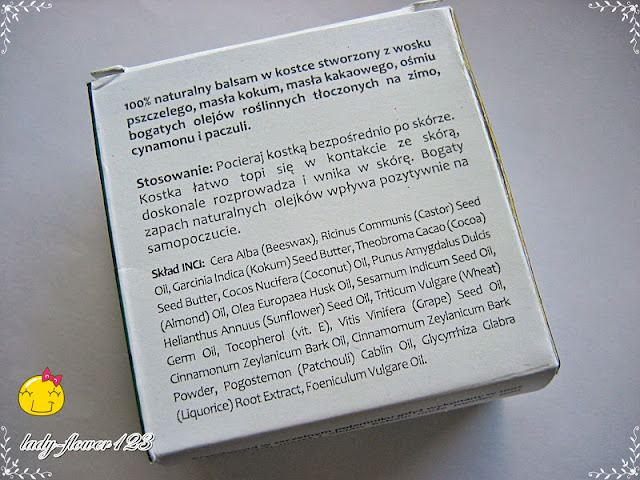 100% naturalny balsam w kostce stworzony z wosku
pszczelego, masła kokum, masła kakaowego, ośmiu
bogatych olejów roślinnych tłoczonych na zimo,
cynamonu i paczuli.
Stosowanie: Pocieraj kostką bezpośrednio po skórze.
Kostka łatwo topi się w kontakcie ze skórą,
doskonale rozprowadza i wnika w skórę. Bogaty
zapach naturalnych olejków wpływa pozytywnie na
samopoczucie.
Skład INCI: Cera Alba (Beeswax), Ricinus Communis (Castor) Seed
Oil, Garcinia Indica (Kokum) Seed Butter, Theobroma Cacao (Cocoa)
Seed Butter, Cocos Nucifera (Coconut) Oil, Punus Amygdalus Dulcis
(Almond) Oil, Olea Europaea Husk Oil, Sesamum Indicum Seed Oil,
Helianthus Annuus (Sunflower) Seed Oil, Triticum Vulgare (Wheat)
Germ Oil, Tocopherol (vit. E), Vitis Vinifera (Grape) Seed Oil,
Cinnamonum Zeylanicum Bark Oil, Cinnamomum Zeylanicum Bark
Powder, Pogostemon (Patchouli) Cablin Oil, Glycyrrhiza Glabra
(Liquorice) Root Extract, Foeniculum Vulgare Oil.
lady-flower123